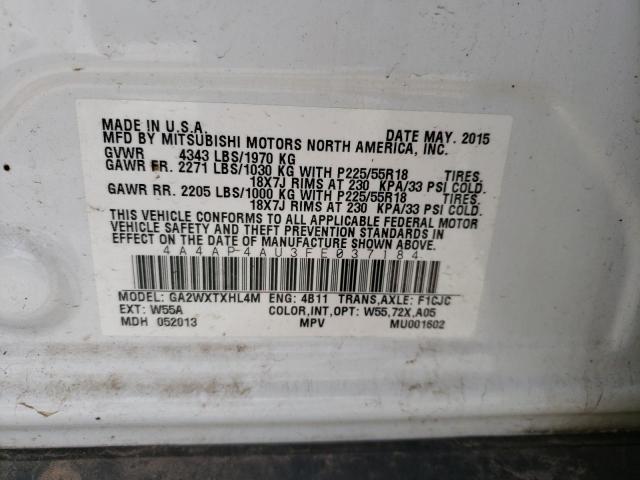 MADE IN U.S.A. DATE MAY. 2015
MFD BY MITSUBISHI MOTORS NORTH AMERICA, INC.
GVWR 4343 LBS/1970 KG
GAWR FR. 2271 LBS/1030 KG WITH P225/55R18 TIRES.
18X7J RIMS AT 230 KPA/33 PSI COLD.
GAWR RR. 2205 LBS/1000 KG WITH P225/55R18 TIRES.
18X7J RIMS AT 230 KPA/33 PSI COLD.
THIS VEHICLE CONFORMS TO ALL APPLICABLE FEDERAL MOTOR
VEHICLE SAFETY AND THEFT PREVENTION STANDARDS IN
EFFECT ON THE DATE OF MANUFACTURE SHOWN ABOVE.
4A4AP4AU3FE037184
MODEL: GA2WXTXHL4M ENG: 4B11 TRANS,AXLE: F1CJC
EXT: W55A COLOR,INT,OPT: W55,72X,A05
MDH 052013 MPV MU001602